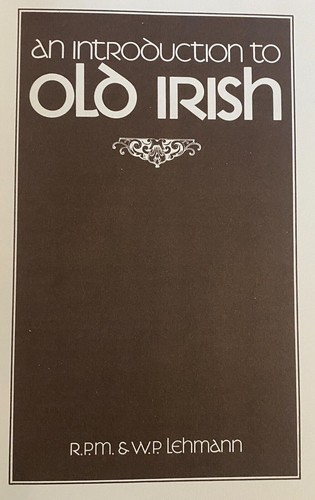 an introduction to
OLD IRISH
R.P.M. & W.P. Lehmann